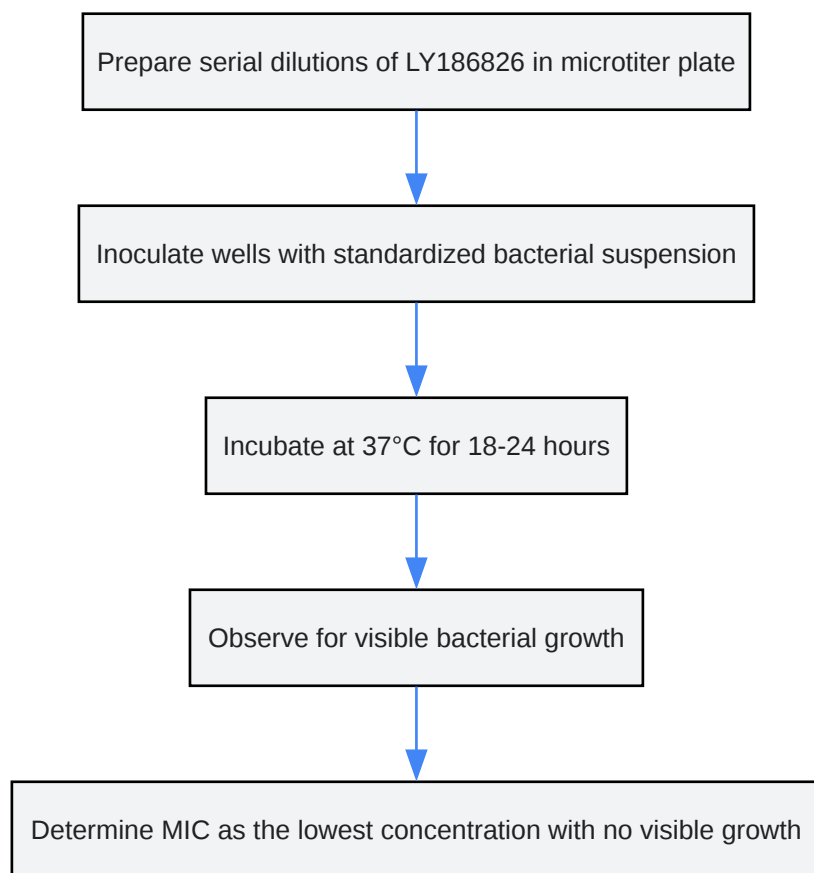 Prepare serial dilutions of LY186826 in microtiter plate
Inoculate wells with standardized bacterial suspension
Incubate at 37°C for 18-24 hours
Observe for visible bacterial growth
Determine MIC as the lowest concentration with no visible growth